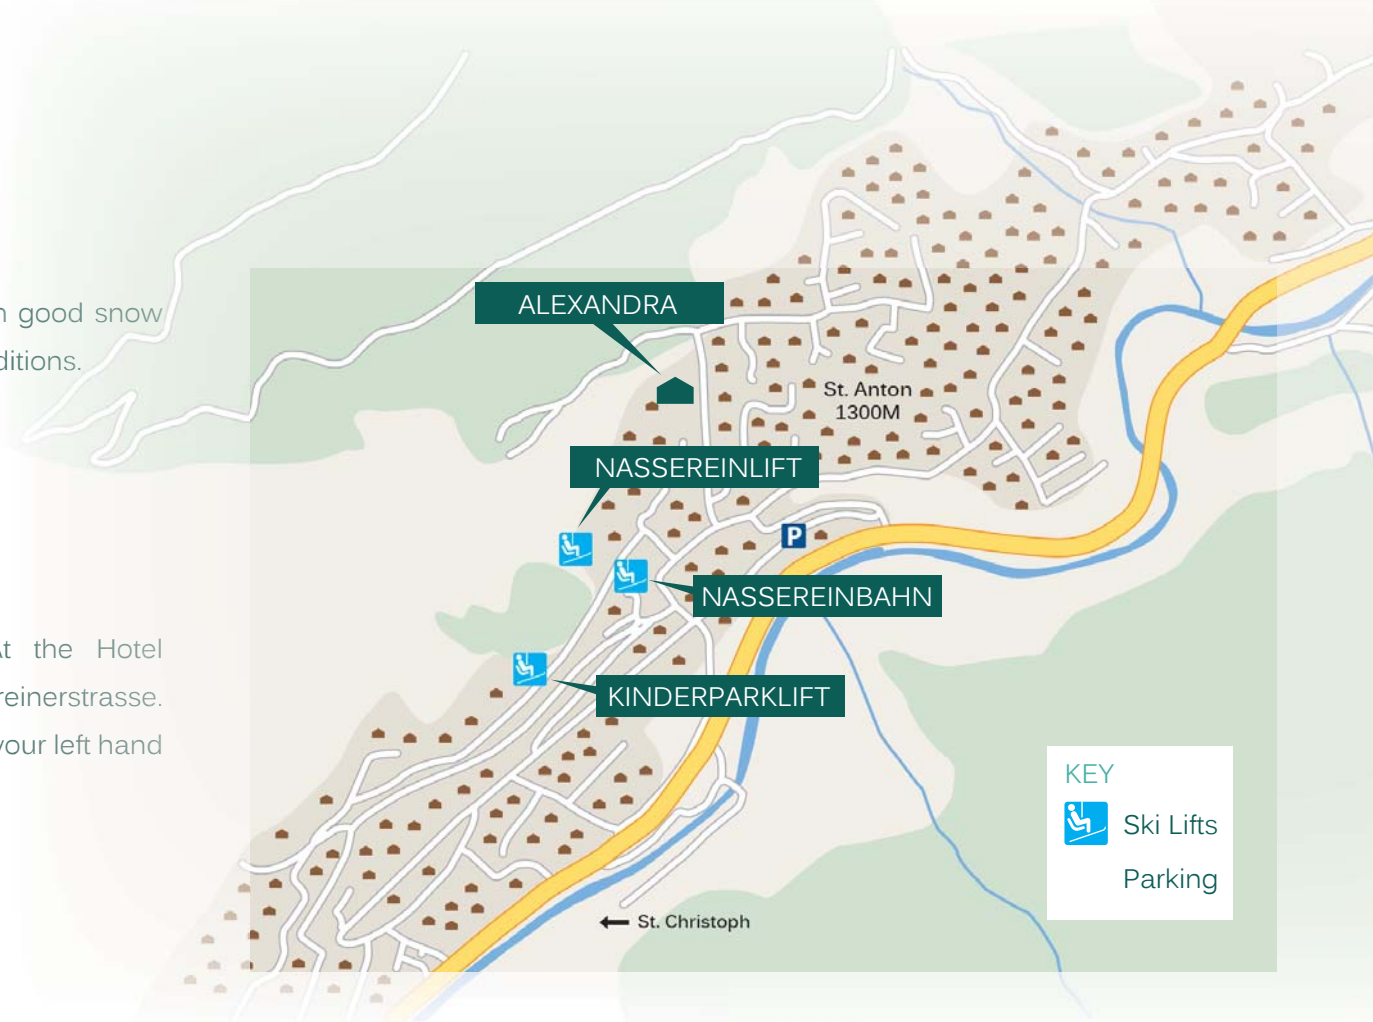 n good snow
ditions.
At the Hotel
reinerstrasse.
your left hand
ALEXANDRA
St. Anton
1300M
NASSEREINLIFT
P
NASSEREINBAHN
KINDERPARKLIFT
St. Christoph
KEY
Ski Lifts
Parking